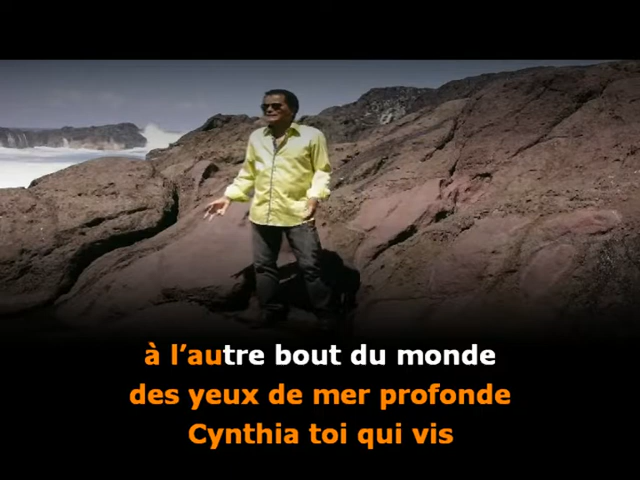 à l’autre bout du monde
des yeux de mer profonde
Cynthia toi qui vis